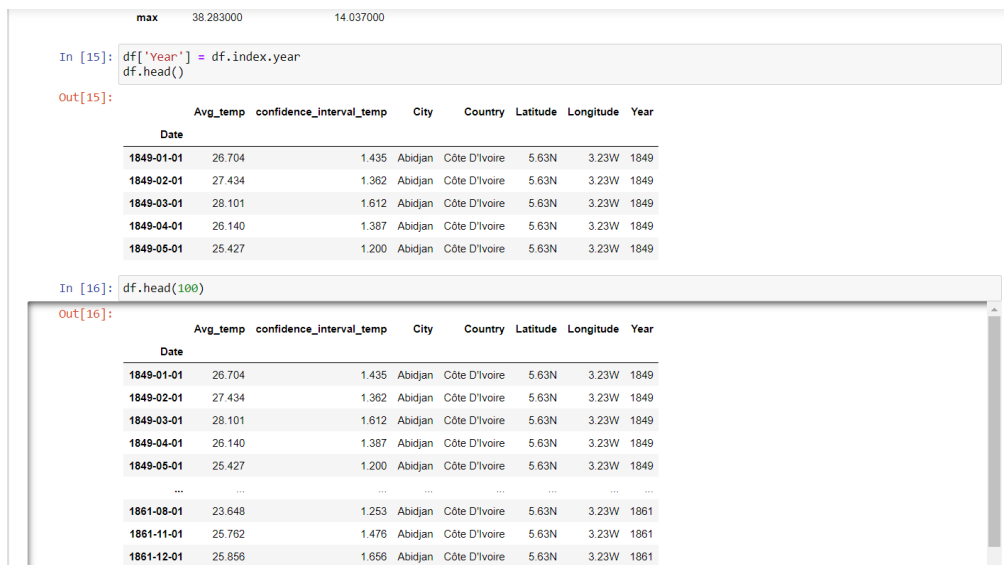 max 38.283000 14.037000
In [15]: df['Year'] = df.index.year
df.head()
Out[15]:
Avg_temp confidence_interval_temp City Country Latitude Longitude Year
Date
1849-01-01 26.704 1.435 Abidjan Côte D'Ivoire 5.63N 3.23W 1849
1849-02-01 27.434 1.362 Abidjan Côte D'Ivoire 5.63N 3.23W 1849
1849-03-01 28.101 1.612 Abidjan Côte D'Ivoire 5.63N 3.23W 1849
1849-04-01 26.140 1.387 Abidjan Côte D'Ivoire 5.63N 3.23W 1849
1849-05-01 25.427 1.200 Abidjan Côte D'Ivoire 5.63N 3.23W 1849
In [16]: df.head(100)
Out[16]:
Avg_temp confidence_interval_temp City Country Latitude Longitude Year
Date
1849-01-01 26.704 1.435 Abidjan Côte D'Ivoire 5.63N 3.23W 1849
1849-02-01 27.434 1.362 Abidjan Côte D'Ivoire 5.63N 3.23W 1849
1849-03-01 28.101 1.612 Abidjan Côte D'Ivoire 5.63N 3.23W 1849
1849-04-01 26.140 1.387 Abidjan Côte D'Ivoire 5.63N 3.23W 1849
1849-05-01 25.427 1.200 Abidjan Côte D'Ivoire 5.63N 3.23W 1849
... ... ... ... ... ... ... ...
1861-08-01 23.648 1.253 Abidjan Côte D'Ivoire 5.63N 3.23W 1861
1861-11-01 25.762 1.476 Abidjan Côte D'Ivoire 5.63N 3.23W 1861
1861-12-01 25.856 1.656 Abidjan Côte D'Ivoire 5.63N 3.23W 1861